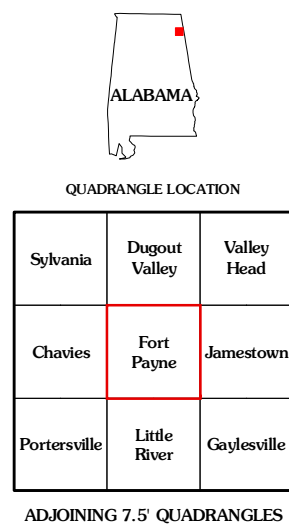 ALABAMA
QUADRANGLE LOCATION
Sylvania
Dugout
Valley
Valley
Head
Chavies
Fort
Payne
Jamestown
Portersville
Little
River
Gaylesville
ADJOINING 7.5' QUADRANGLES